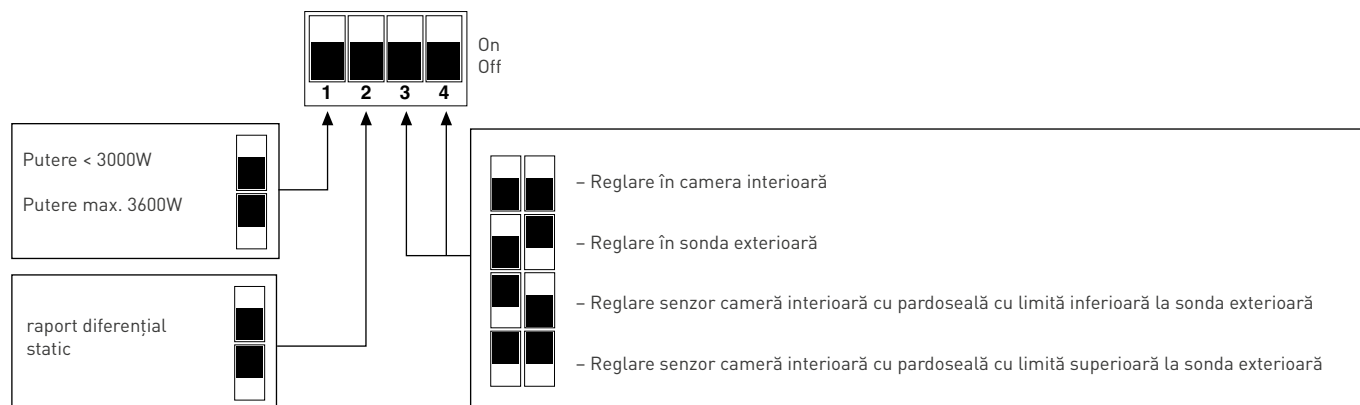 On
Off
1 2 3 4
Putere < 3000W
Putere max. 3600W
raport diferențial
static
– Reglare în camera interioară
– Reglare în sonda exterioară
– Reglare senzor cameră interioară cu pardoseală cu limită inferioară la sonda exterioară
– Reglare senzor cameră interioară cu pardoseală cu limită superioară la sonda exterioară